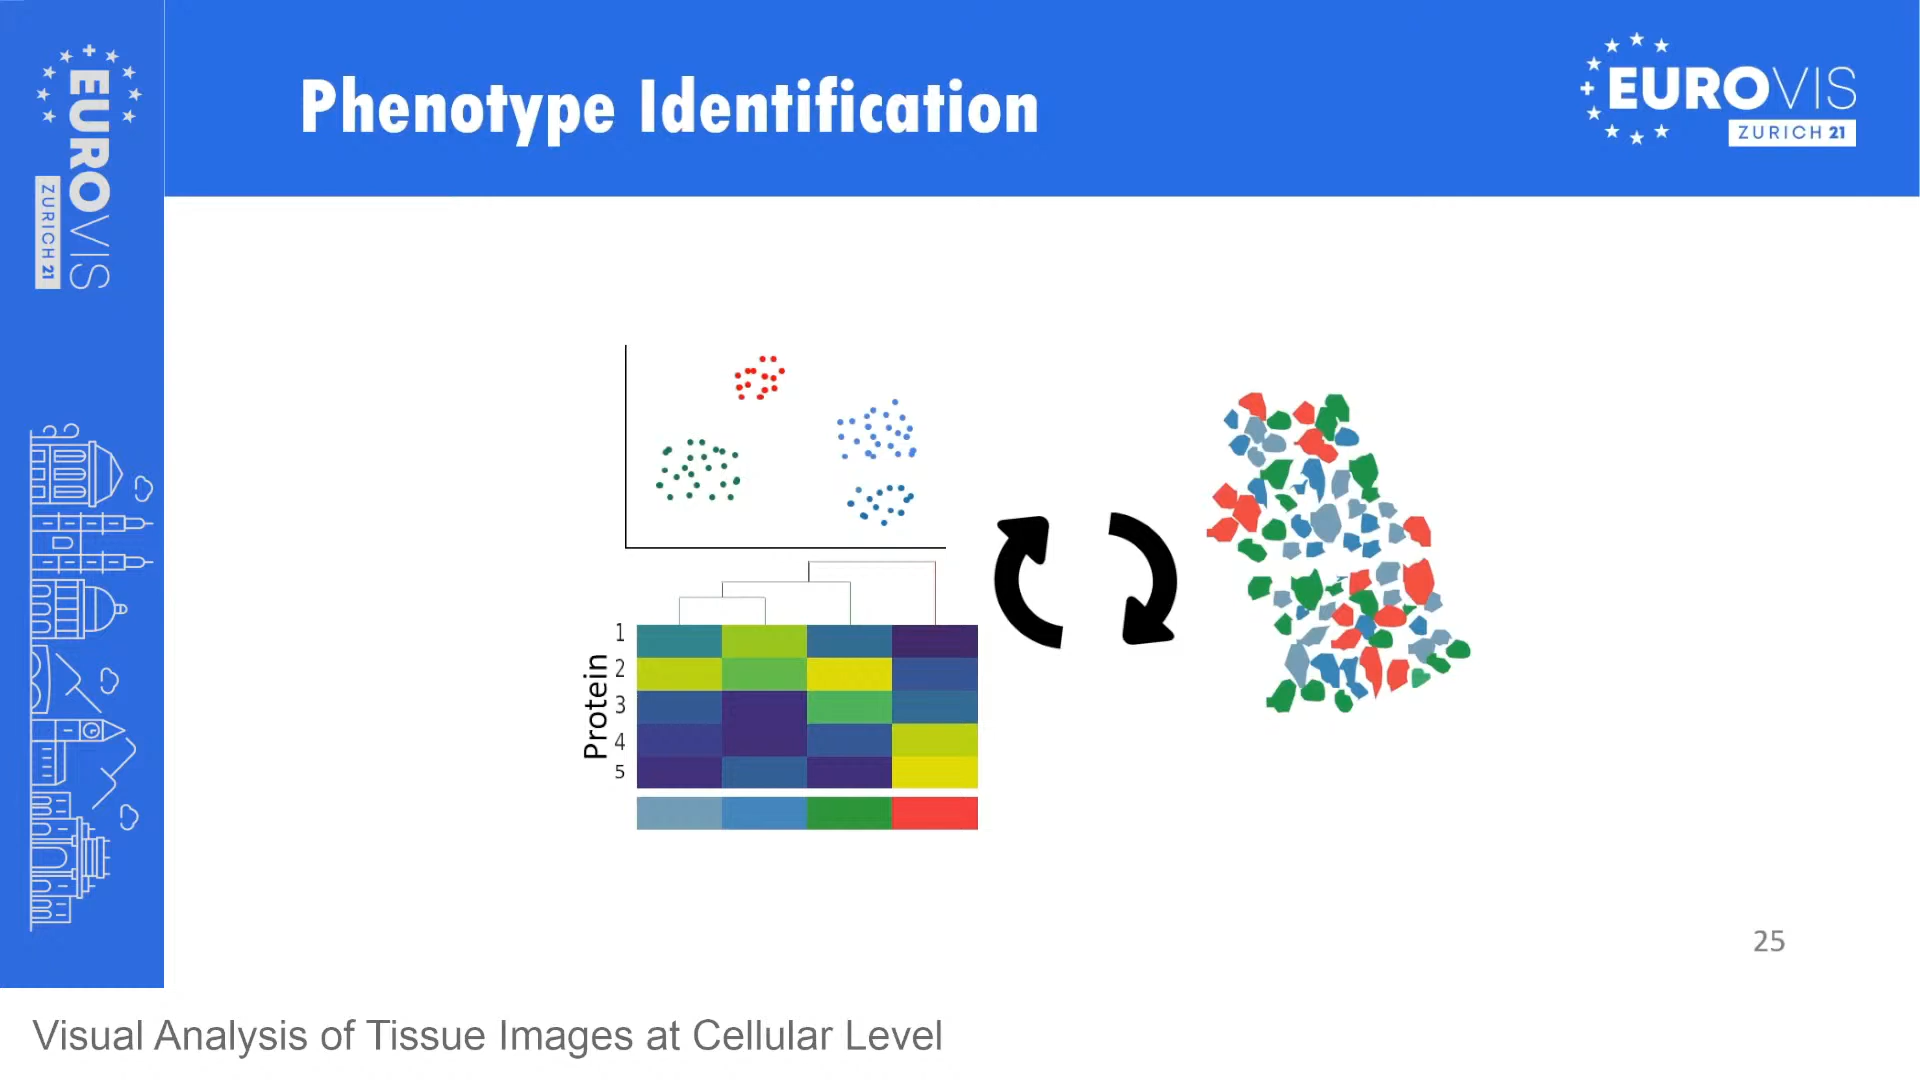 EUROVIS
ZURICH 21
Phenotype Identification
EUROVIS
ZURICH 21
Protein
1
2
3
4
5
25
Visual Analysis of Tissue Images at Cellular Level